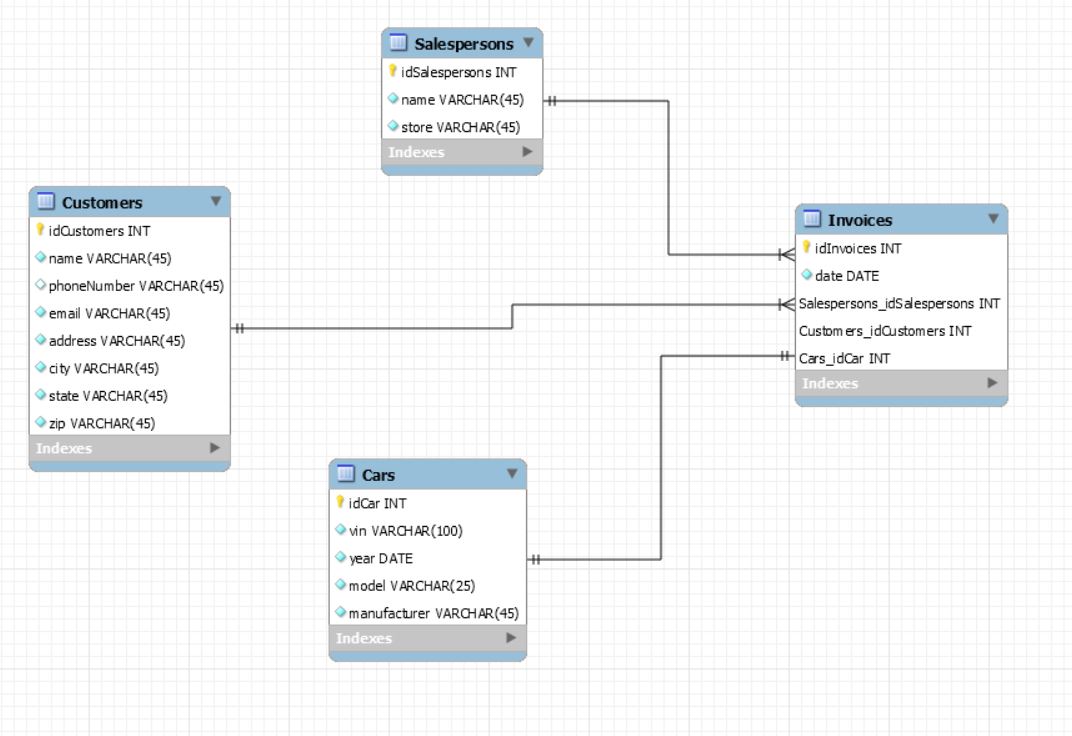 Salespersons
idSalespersons INT
name VARCHAR(45)
store VARCHAR(45)
Indexes
Customers
idCustomers INT
name VARCHAR(45)
phoneNumber VARCHAR(45)
email VARCHAR(45)
address VARCHAR(45)
city VARCHAR(45)
state VARCHAR(45)
zip VARCHAR(45)
Indexes
Invoices
idInvoices INT
date DATE
Salespersons_idSalespersons INT
Customers_idCustomers INT
Cars_idCar INT
Indexes
Cars
idCar INT
vin VARCHAR(100)
year DATE
model VARCHAR(25)
manufacturer VARCHAR(45)
Indexes